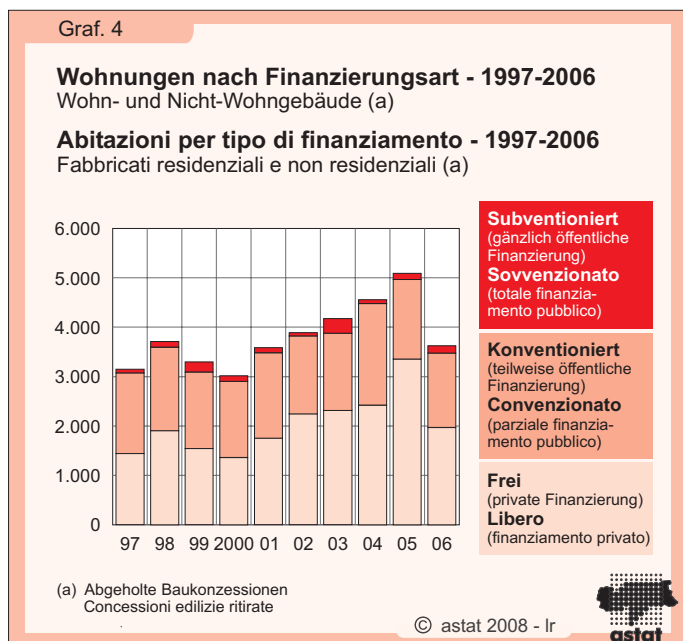 Graf. 4
Wohnungen nach Finanzierungsart - 1997-2006
Wohn- und Nicht-Wohngebäude (a)
Abitazioni per tipo di finanziamento - 1997-2006
Fabbricati residenziali e non residenziali (a)
6.000
5.000
4.000
3.000
2.000
1.000
0
97 98 99 2000 01 02 03 04 05 06
Subventioniert
(gänzlich öffentliche
Finanzierung)
Sovvenzionato
(totale finanzia-
mento pubblico)
Konventioniert
(teilweise öffentliche
Finanzierung)
Convenzionato
(parziale finanzia-
mento pubblico)
Frei
(private Finanzierung)
Libero
(finanziamento privato)
(a) Abgeholte Baukonzessionen
Concessioni edilizie ritirate
© astat 2008 - lr
astat